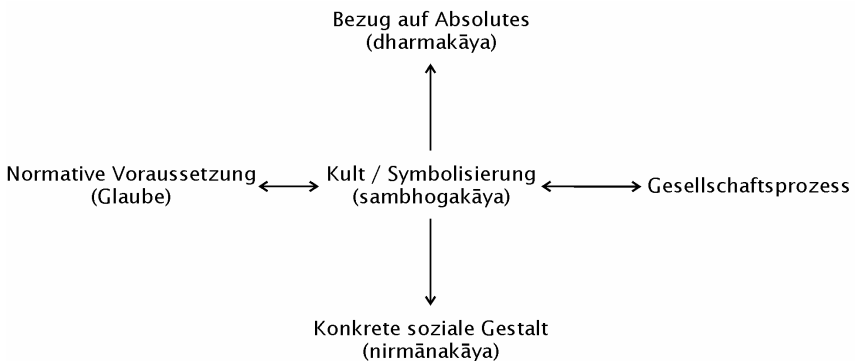 Bezug auf Absolutes
(dharmakāya)
Normative Voraussetzung
(Glaube)
Kult / Symbolisierung
(sambhogakāya)
Gesellschaftsprozess
Konkrete soziale Gestalt
(nirmānakāya)